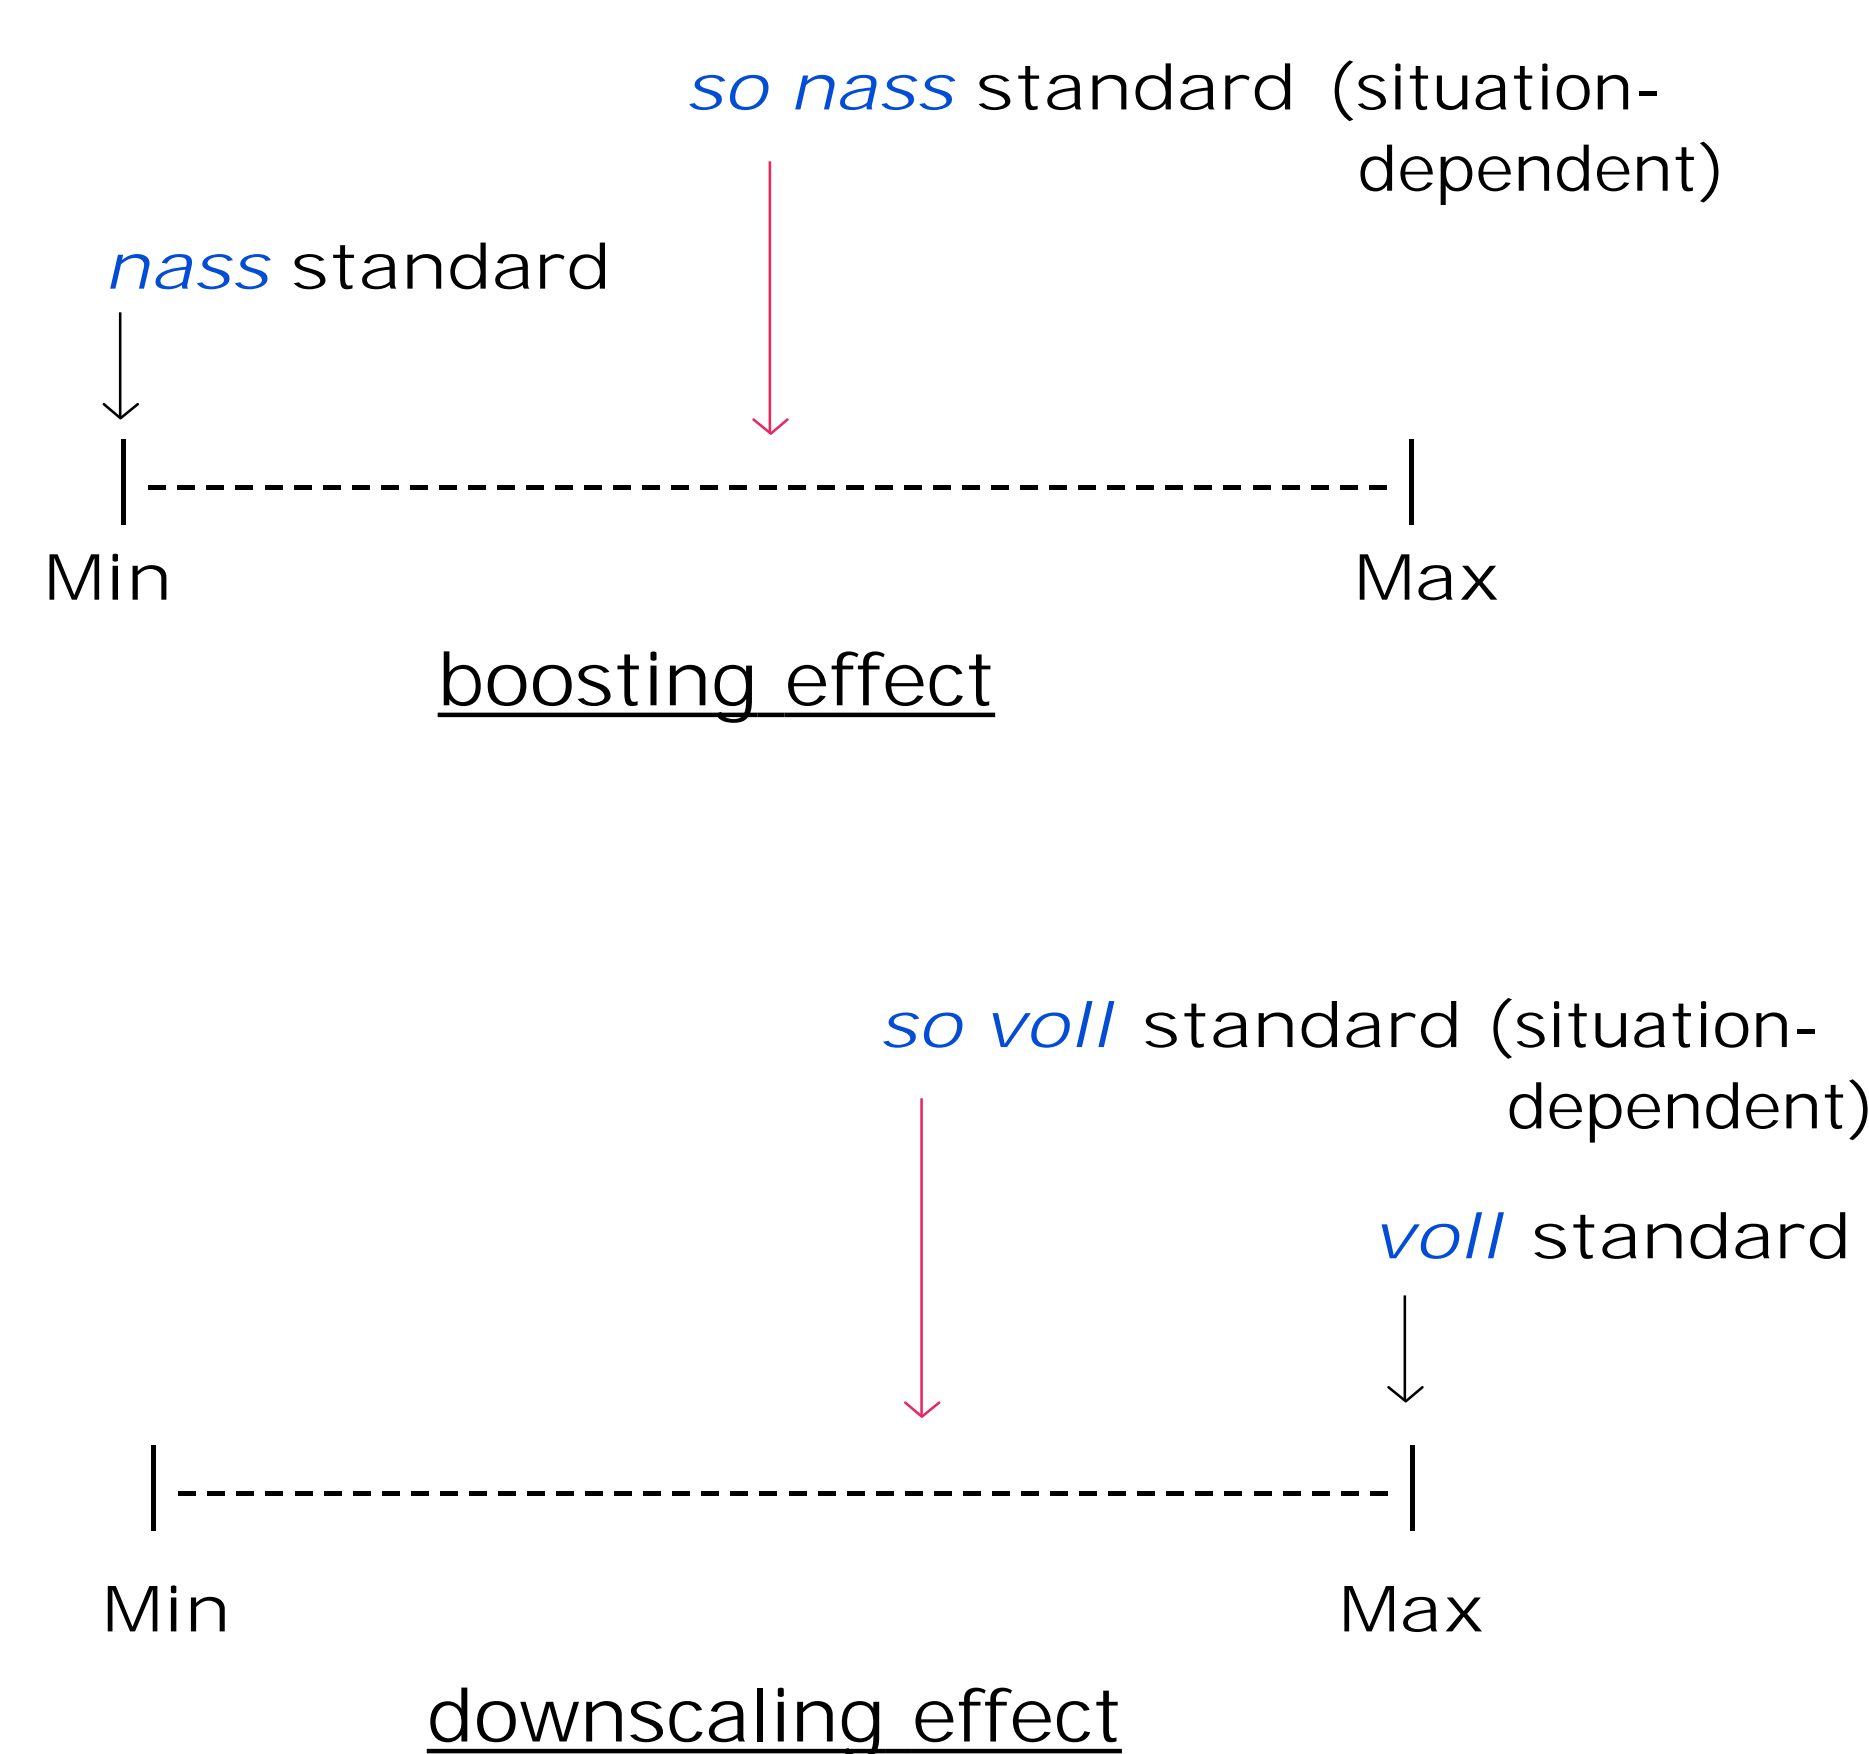 so nass standard (situation-
dependent)
nass standard
Min
Max
boosting effect
so voll standard (situation-
dependent)
voll standard
Min
Max
downscaling effect